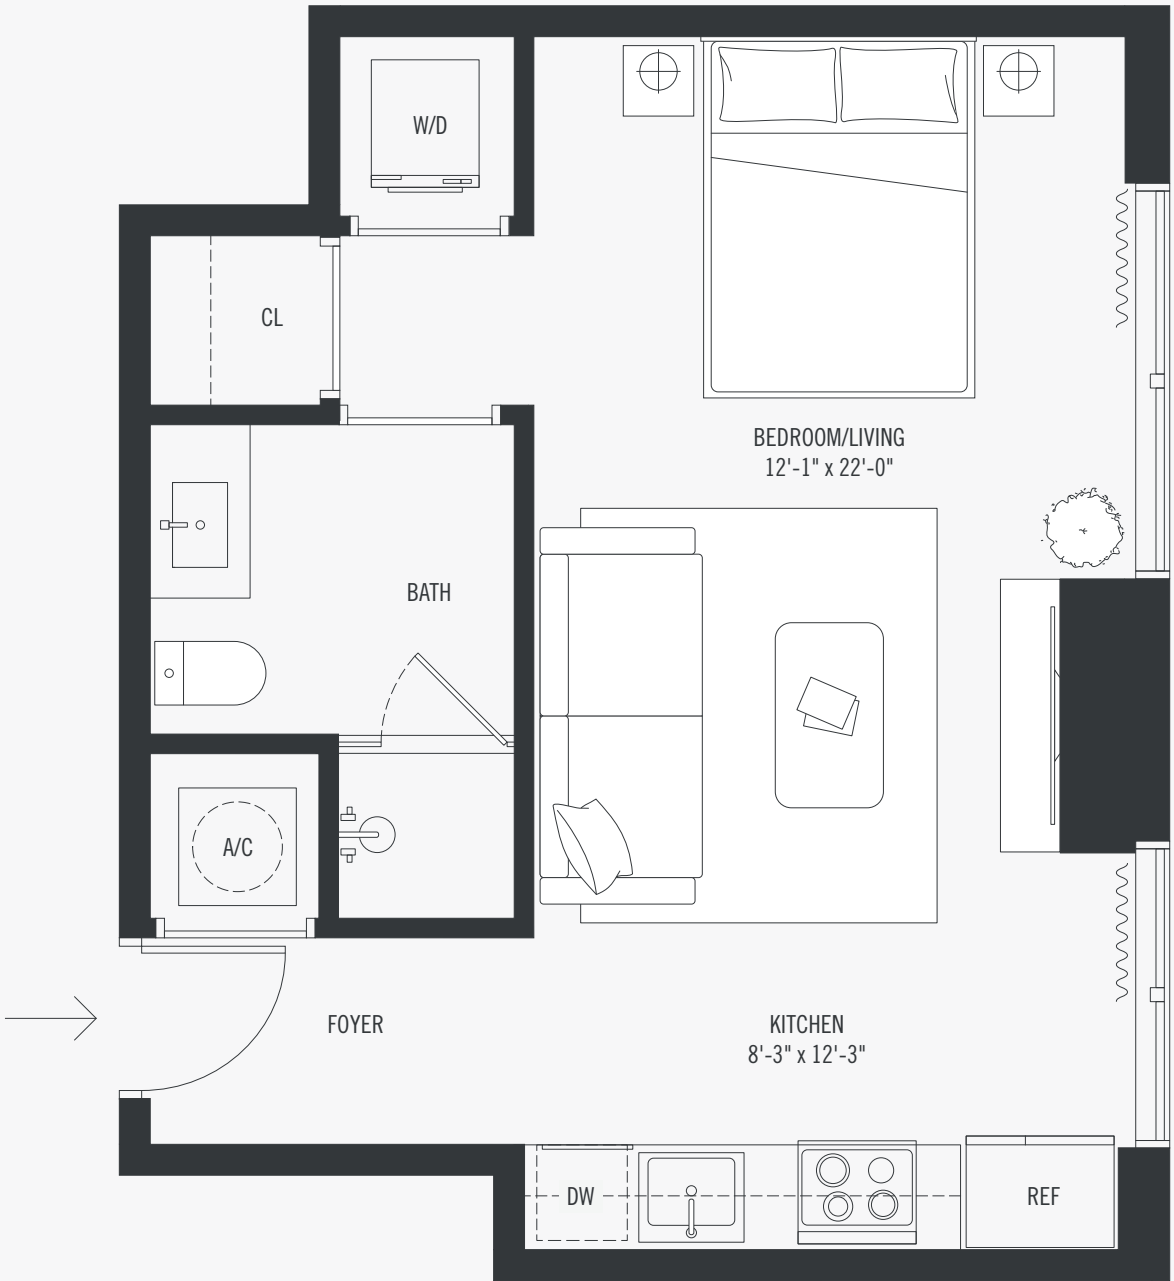 W/D
CL
BEDROOM/LIVING
12'-1" x 22'-0"
BATH
A/C
FOYER
KITCHEN
8'-3" x 12'-3"
DW
REF